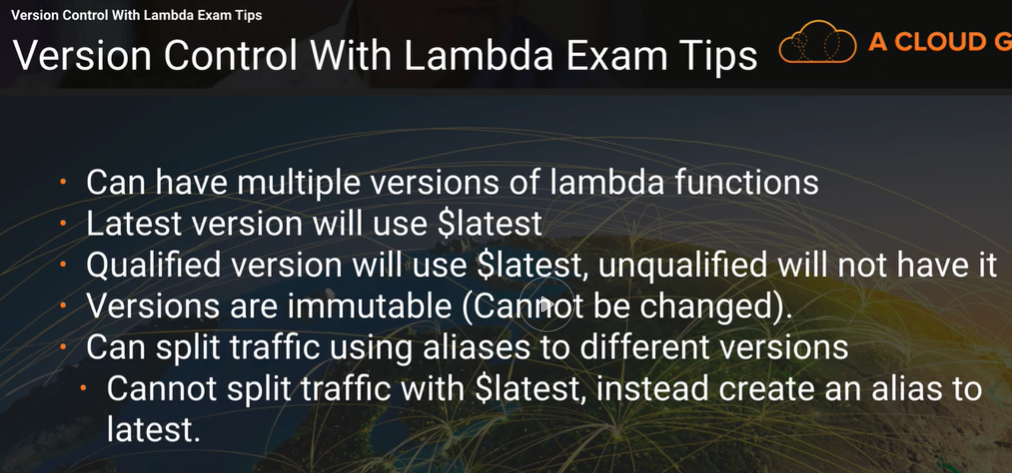 Version Control With Lambda Exam Tips
Version Control With Lambda Exam Tips
A CLOUD G
• Can have multiple versions of lambda functions
• Latest version will use $latest
• Qualified version will use $latest, unqualified will not have it
• Versions are immutable (Cannot be changed).
• Can split traffic using aliases to different versions
• Cannot split traffic with $latest, instead create an alias to
latest.